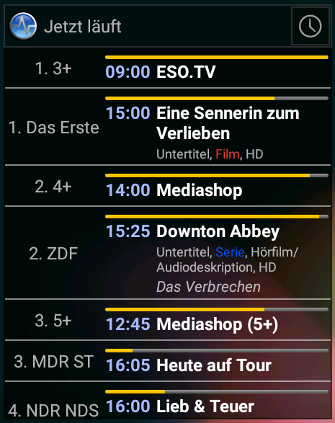 Jetzt läuft
1. 3+
09:00 ESO.TV
1. Das Erste
15:00 Eine Sennerin zum
Verlieben
Untertitel, Film, HD
2. 4+
14:00 Mediashop
2. ZDF
15:25 Downton Abbey
Untertitel, Serie, Hörfilm/
Audiodeskription, HD
Das Verbrechen
3. 5+
12:45 Mediashop (5+)
3. MDR ST
16:05 Heute auf Tour
4. NDR NDS
16:00 Lieb & Teuer